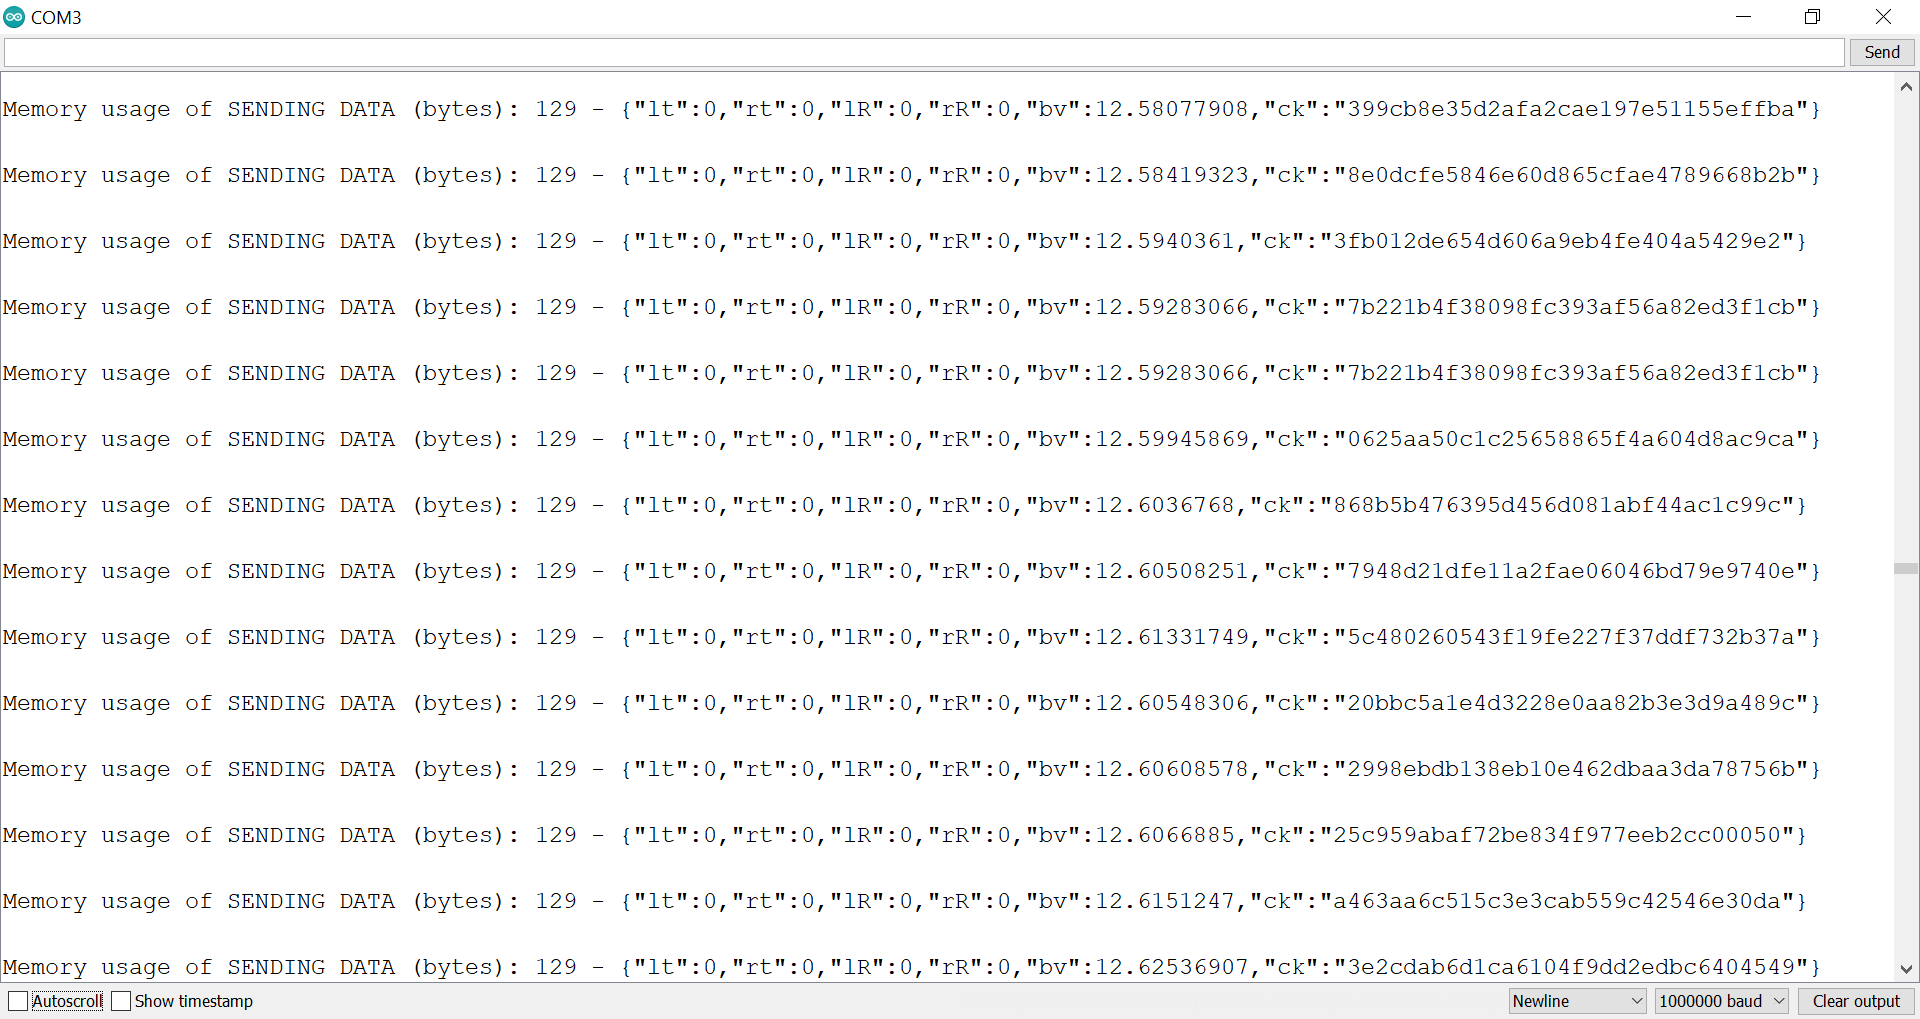 COM3
Send
Memory usage of SENDING DATA (bytes): 129 - {"lt":0,"rt":0,"lR":0,"rR":0,"bv":12.58077908,"ck":"399cb8e35d2afa2cae197e51155effba"}
Memory usage of SENDING DATA (bytes): 129 - {"lt":0,"rt":0,"lR":0,"rR":0,"bv":12.58419323,"ck":"8e0dcfe5846e60d865cfae4789668b2b"}
Memory usage of SENDING DATA (bytes): 129 - {"lt":0,"rt":0,"lR":0,"rR":0,"bv":12.5940361,"ck":"3fb012de654d606a9eb4fe404a5429e2"}
Memory usage of SENDING DATA (bytes): 129 - {"lt":0,"rt":0,"lR":0,"rR":0,"bv":12.59283066,"ck":"7b221b4f38098fc393af56a82ed3f1cb"}
Memory usage of SENDING DATA (bytes): 129 - {"lt":0,"rt":0,"lR":0,"rR":0,"bv":12.59283066,"ck":"7b221b4f38098fc393af56a82ed3f1cb"}
Memory usage of SENDING DATA (bytes): 129 - {"lt":0,"rt":0,"lR":0,"rR":0,"bv":12.59945869,"ck":"0625aa50c1c25658865f4a604d8ac9ca"}
Memory usage of SENDING DATA (bytes): 129 - {"lt":0,"rt":0,"lR":0,"rR":0,"bv":12.6036768,"ck":"868b5b476395d456d081abf44ac1c99c"}
Memory usage of SENDING DATA (bytes): 129 - {"lt":0,"rt":0,"lR":0,"rR":0,"bv":12.60508251,"ck":"7948d21dfe11a2fae06046bd79e9740e"}
Memory usage of SENDING DATA (bytes): 129 - {"lt":0,"rt":0,"lR":0,"rR":0,"bv":12.61331749,"ck":"5c480260543f19fe227f37ddf732b37a"}
Memory usage of SENDING DATA (bytes): 129 - {"lt":0,"rt":0,"lR":0,"rR":0,"bv":12.60548306,"ck":"20bbc5a1e4d3228e0aa82b3e3d9a489c"}
Memory usage of SENDING DATA (bytes): 129 - {"lt":0,"rt":0,"lR":0,"rR":0,"bv":12.60608578,"ck":"2998ebdb138eb10e462dbaa3da78756b"}
Memory usage of SENDING DATA (bytes): 129 - {"lt":0,"rt":0,"lR":0,"rR":0,"bv":12.6066885,"ck":"25c959abaf72be834f977eeb2cc00050"}
Memory usage of SENDING DATA (bytes): 129 - {"lt":0,"rt":0,"lR":0,"rR":0,"bv":12.6151247,"ck":"a463aa6c515c3e3cab559c42546e30da"}
Memory usage of SENDING DATA (bytes): 129 - {"lt":0,"rt":0,"lR":0,"rR":0,"bv":12.62536907,"ck":"3e2cdab6d1ca6104f9dd2edbc6404549"}
Autoscroll Show timestamp Newline 1000000 baud Clear output